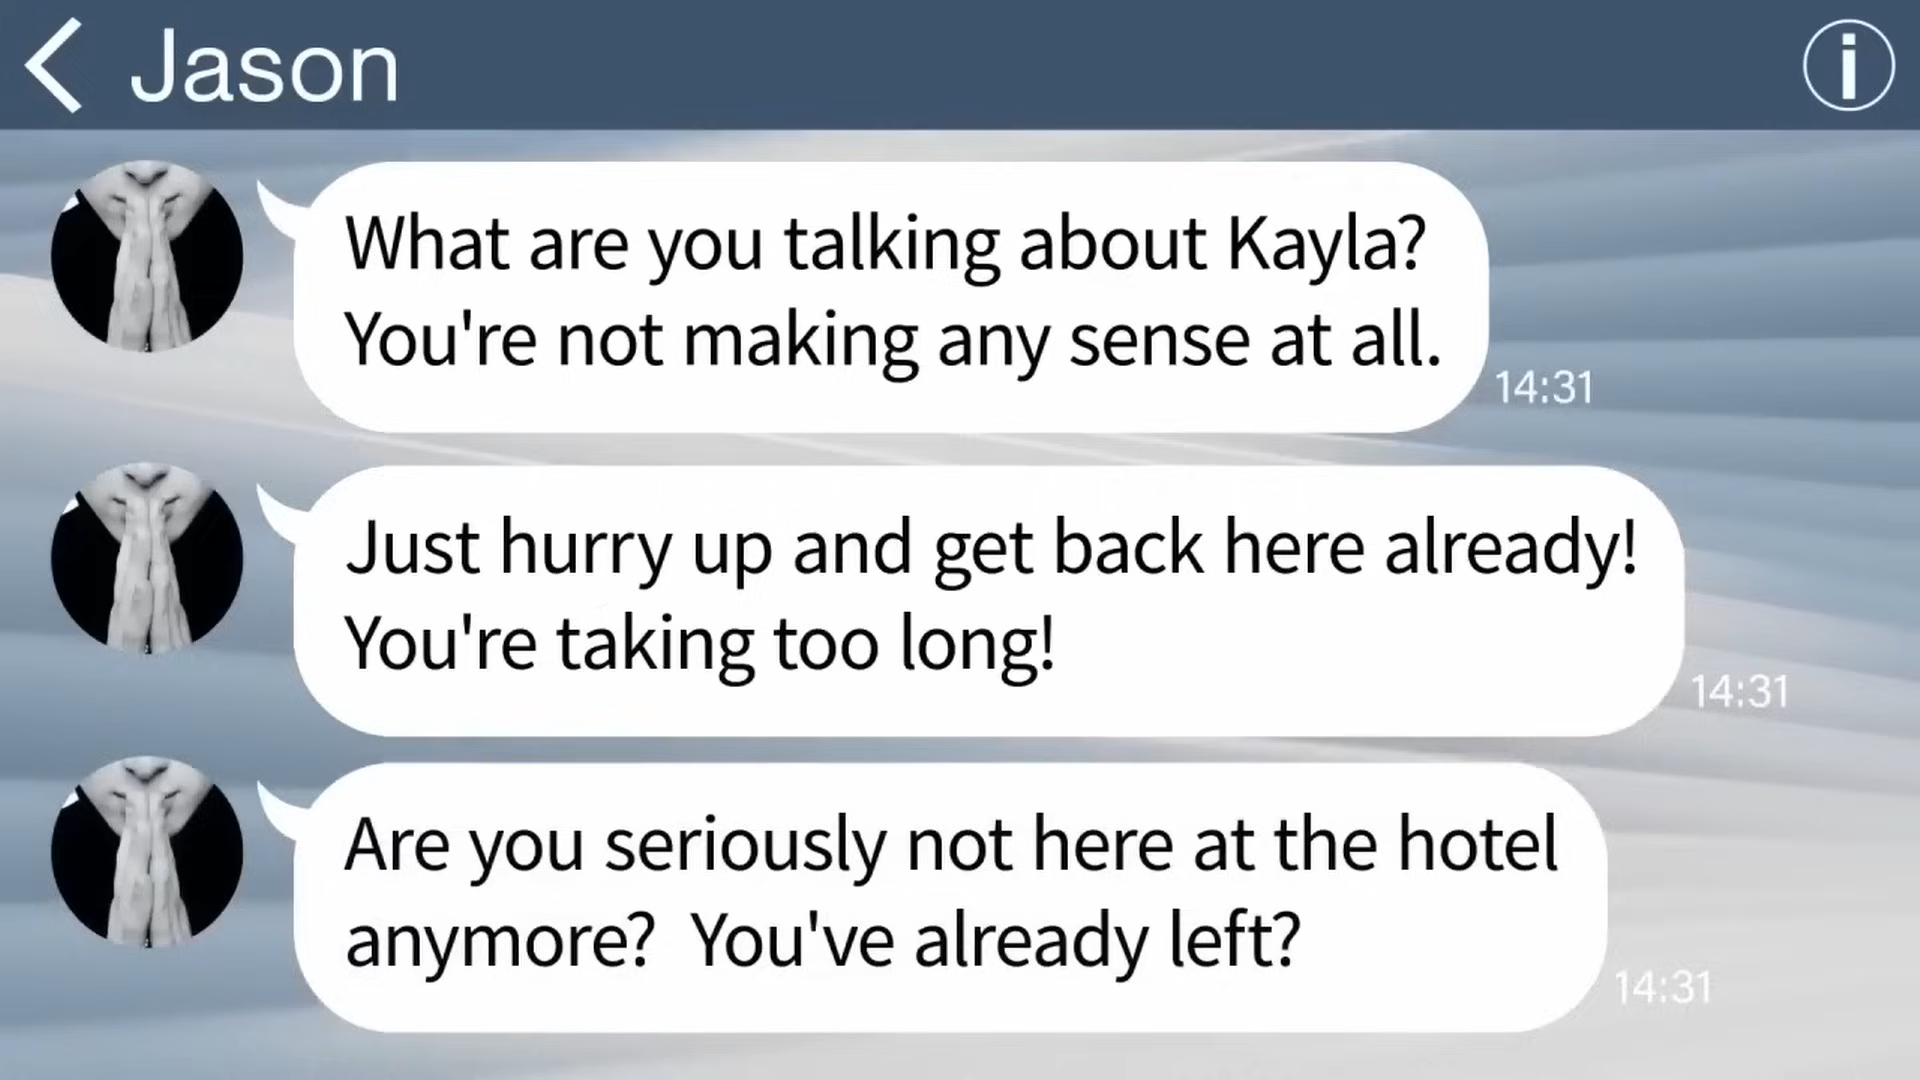 Jason
What are you talking about Kayla?
You're not making any sense at all.
14:31
Just hurry up and get back here already!
You're taking too long!
14:31
Are you seriously not here at the hotel
anymore?  You've already left?
14:31